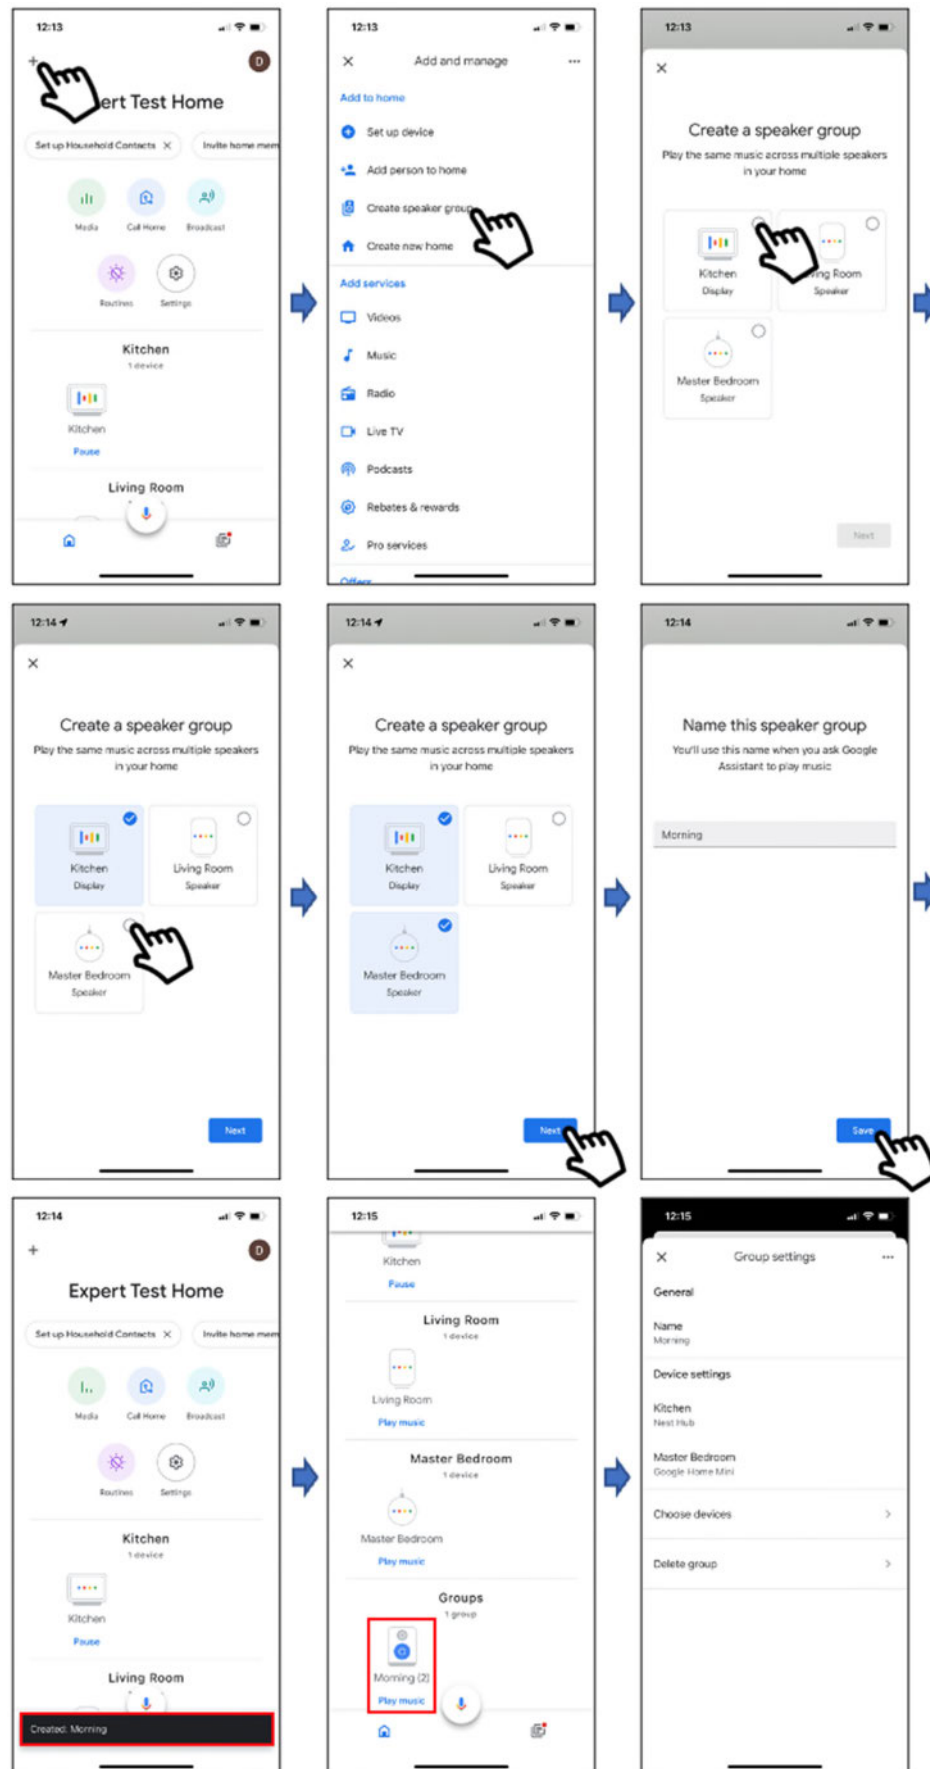 12:13
+
D
ert Test Home
Set up Household Contacts ×
Invite home mem
Media
Call Home
Broadcast
Routines
Settings
Kitchen
1 device
Kitchen
Pause
Living Room
12:13
× Add and manage ...
Add to home
Set up device
Add person to home
Create speaker group
Create new home
Add services
Videos
Music
Radio
Live TV
Podcasts
Rebates & rewards
Pro services
Offers
12:13
×
Create a speaker group
Play the same music across multiple speakers
in your home
Kitchen
Display
ving Room
Speaker
Master Bedroom
Speaker
Next
12:14
×
Create a speaker group
Play the same music across multiple speakers
in your home
Kitchen
Display
Living Room
Speaker
Master Bedroom
Speaker
Next
12:14
×
Create a speaker group
Play the same music across multiple speakers
in your home
Kitchen
Display
Living Room
Speaker
Master Bedroom
Speaker
Next
12:14
Name this speaker group
You'll use this name when you ask Google
Assistant to play music
Morning
Save
12:14
+
D
Expert Test Home
Set up Household Contacts ×
Invite home mem
Media
Call Home
Broadcast
Routines
Settings
Kitchen
1 device
Kitchen
Pause
Living Room
Created: Morning
12:15
Kitchen
Pause
Living Room
1 device
Living Room
Play music
Master Bedroom
1 device
Master Bedroom
Play music
Groups
1 group
Morning (2)
Play music
12:15
× Group settings ...
General
Name
Morning
Device settings
Kitchen
Nest Hub
Master Bedroom
Google Home Mini
Choose devices >
Delete group >